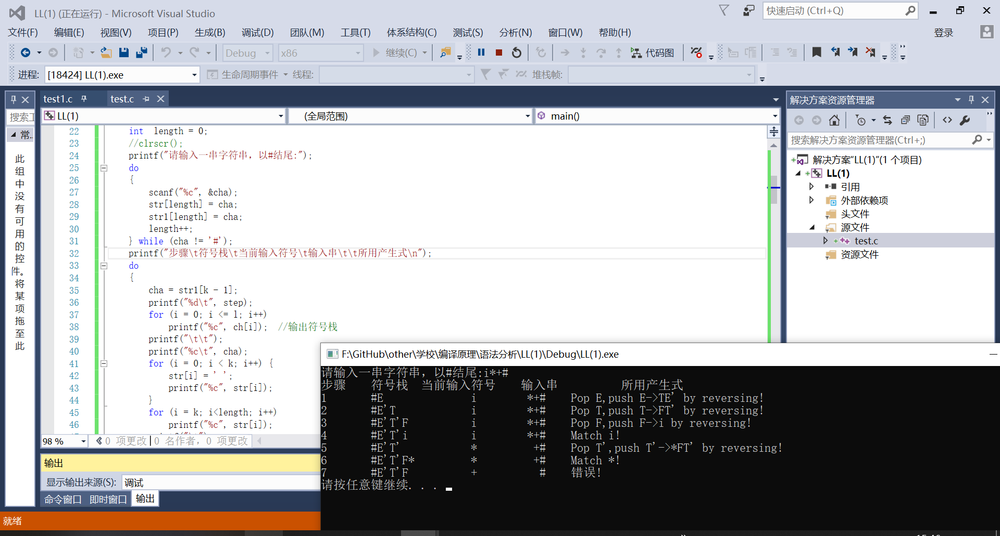 LL(1) (正在运行) - Microsoft Visual Studio
快速启动 (Ctrl+Q)
文件(F) 编辑(E) 视图(V) 项目(P) 生成(B) 调试(D) 团队(M) 工具(T) 体系结构(C) 测试(S) 分析(N) 窗口(W) 帮助(H) 登录
Debug x86 继续(C) 代码图
进程: [18424] LL(1).exe 生命周期事件 线程: 堆栈帧:
搜索工
常..
此组中没有可用的控件。将某项拖至此
test1.c test.c
LL(1) (全局范围) main()
22 int  length = 0;
23 //clrscr();
24 printf("请输入一串字符串, 以#结尾:");
25 do
26 {
27 scanf("%c", &cha);
28 str[length] = cha;
29 str1[length] = cha;
30 length++;
31 } while (cha != '#');
32 printf("步骤\t符号栈\t当前输入符号\t输入串\t\t所用产生式\n");
33 do
34 {
35 cha = str1[k - 1];
36 printf("%d\t", step);
37 for (i = 0; i <= l; i++)
38 printf("%c", ch[i]);  //输出符号栈
39 printf("\t\t");
40 printf("%c\t", cha);
41 for (i = 0; i < k; i++) {
42 str[i] = ' ';
43 printf("%c", str[i]);
44 }
45 for (i = k; i<length; i++)
46 printf("%c", str[i]);
98 % 0 项更改 | 0 名作者, 0 项更改
输出
显示输出来源(S): 调试
命令窗口 即时窗口 输出
就绪
解决方案资源管理器
搜索解决方案资源管理器(Ctrl+;)
解决方案"LL(1)"(1 个项目)
LL(1)
引用
外部依赖项
头文件
源文件
test.c
资源文件
F:\GitHub\other\学校\编译原理\语法分析\LL(1)\Debug\LL(1).exe
请输入一串字符串, 以#结尾:i*+#
步骤 符号栈 当前输入符号 输入串 所用产生式
1 #E i *+# Pop E,push E->TE' by reversing!
2 #E'T i *+# Pop T,push T->FT' by reversing!
3 #E'T'F i *+# Pop F,push F->i by reversing!
4 #E'T'i i *+# Match i!
5 #E'T' * +# Pop T',push T'->*FT' by reversing!
6 #E'T'F* * +# Match *!
7 #E'T'F + # 错误!
请按任意键继续. . .